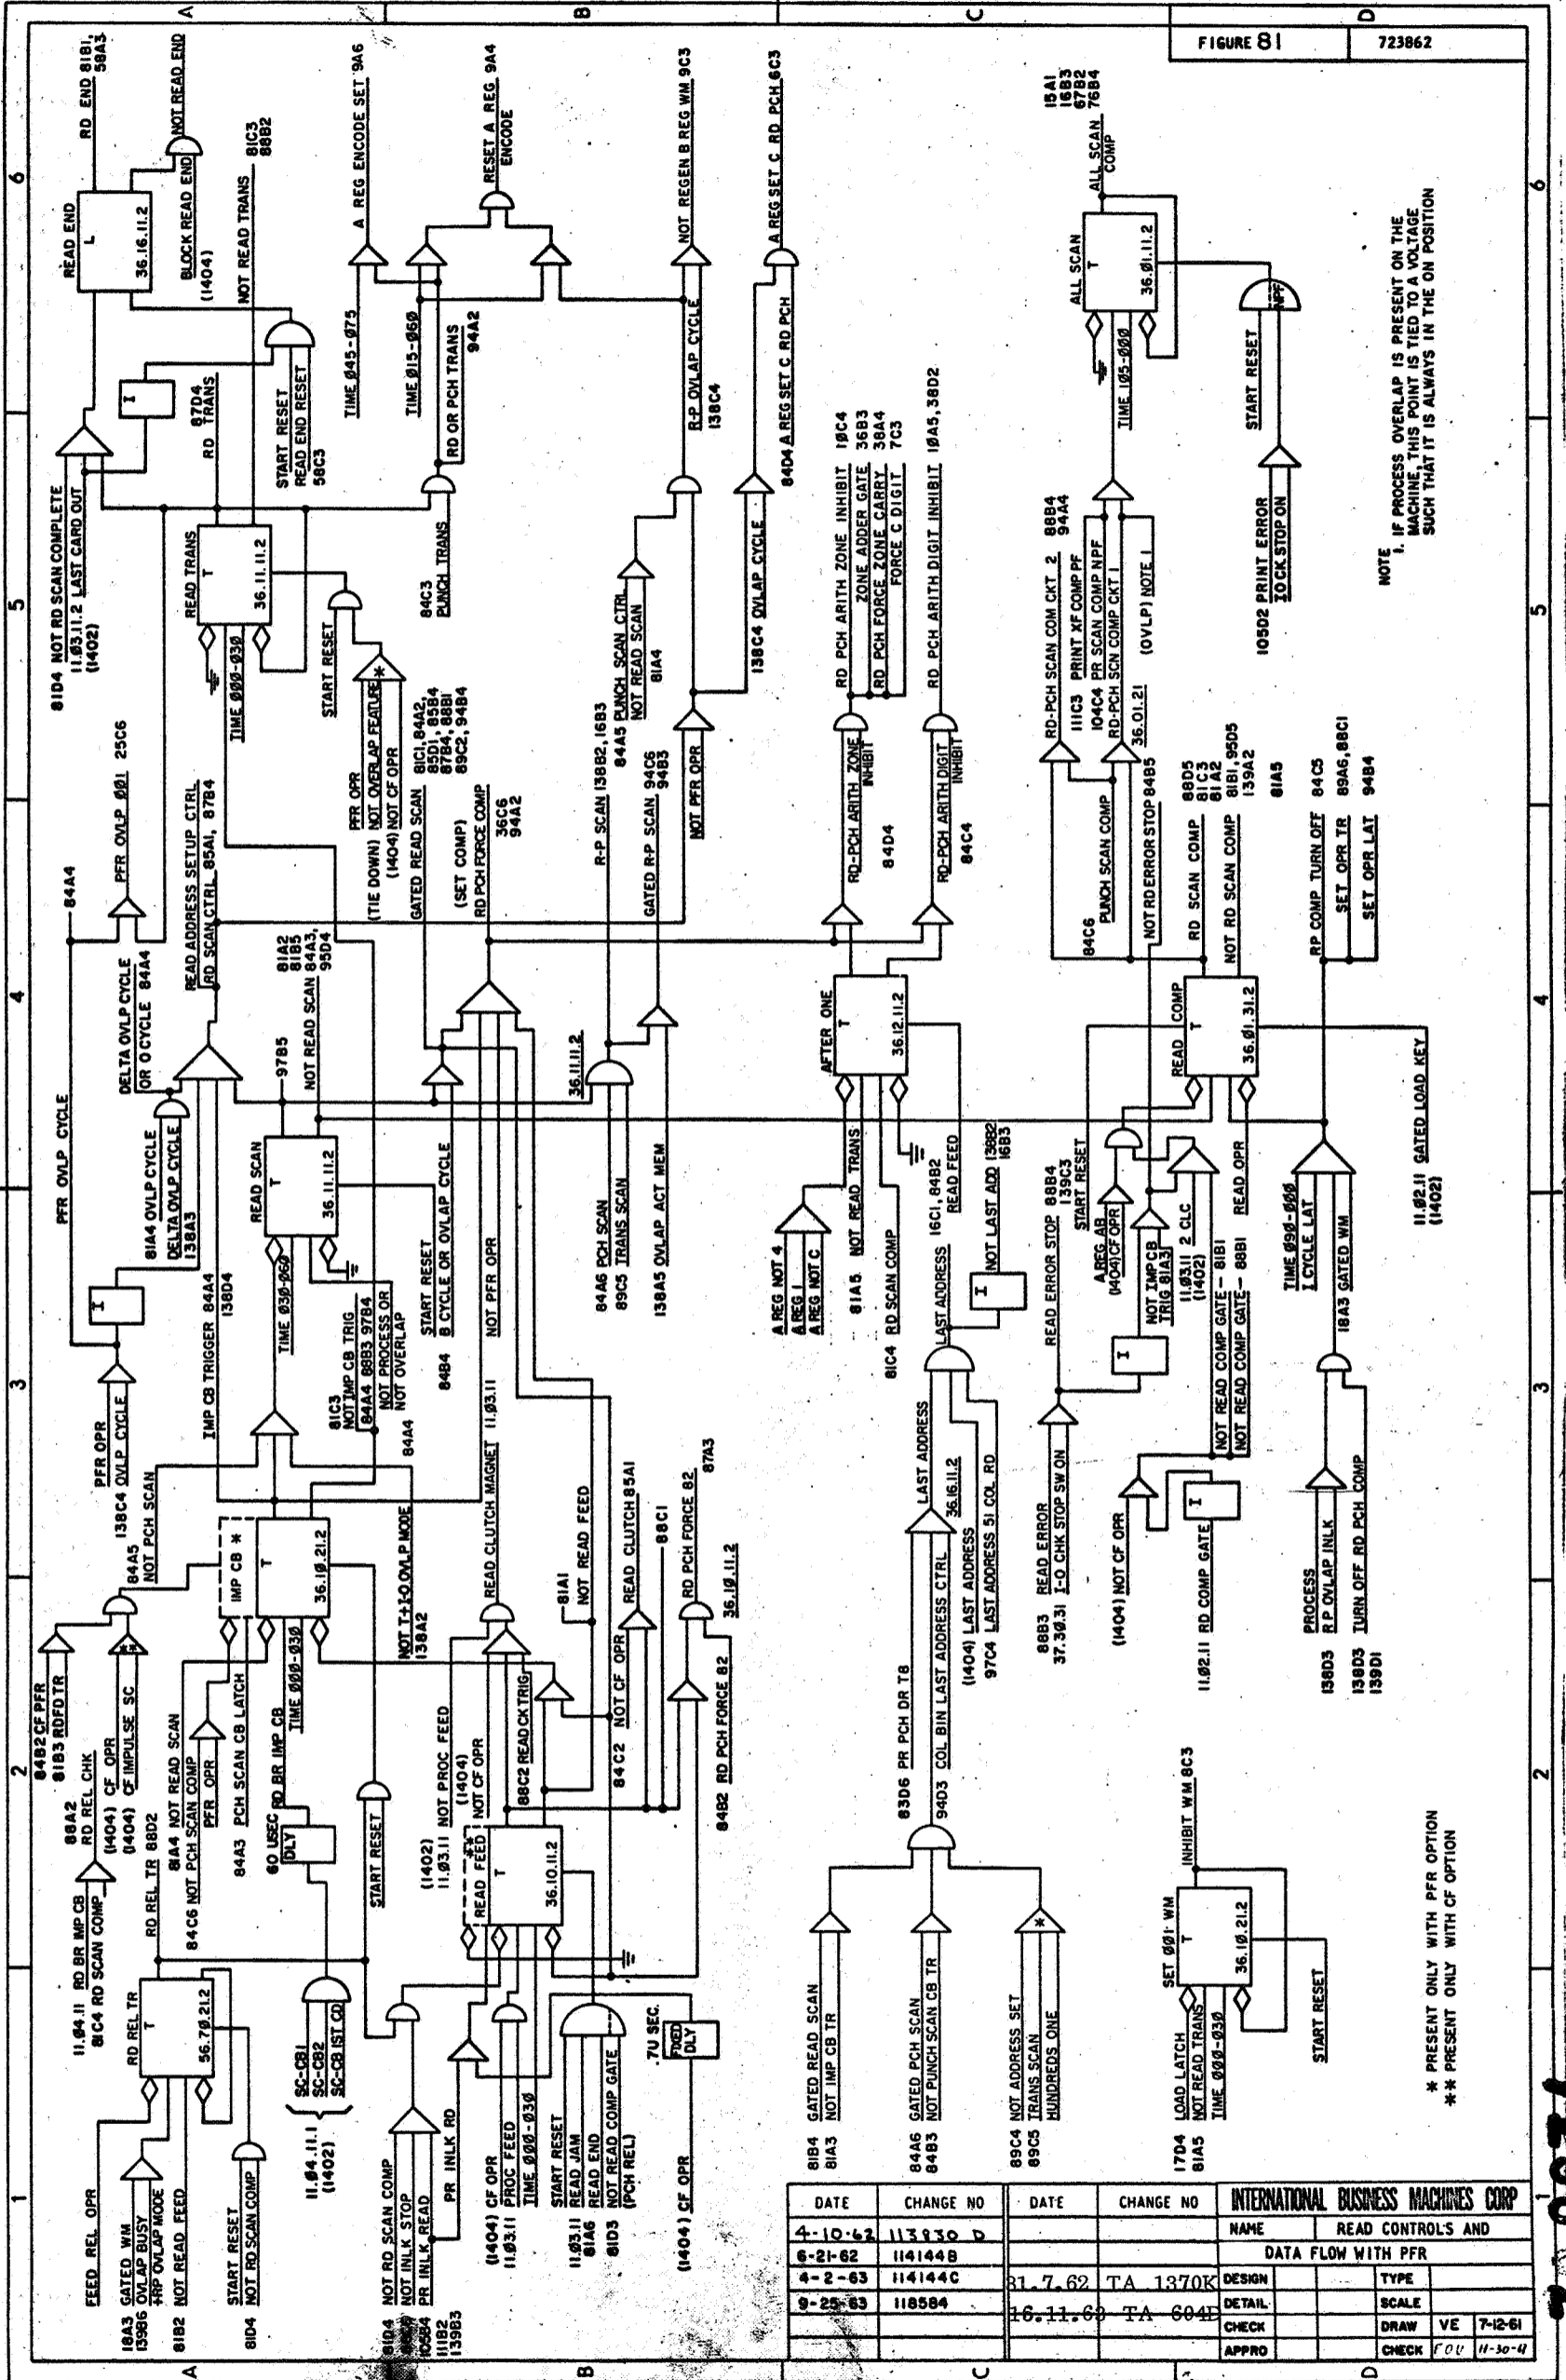 FIGURE 81
723862
A
B
C
D
1
2
3
4
5
6
FEED REL OPR
18A3 GATED WM
139B6 OVLAP BUSY
+RP OVLAP MODE
81B2 NOT READ FEED
START RESET
81D4 NOT RD SCAN COMP
RD REL TR
T
56.70.21.2
RD REL TR 88D2
11.04.11 RD BR IMP CB
81C4 RD SCAN COMP
88A2
RD REL CHK
84B2 CF PFR
81B3 RDFD TR
(1404) CF OPR
(1404) CF IMPULSE SC
**
81A4 NOT READ SCAN
84C6 NOT PCH SCAN COMP
PFR OPR
84A3 PCH SCAN CB LATCH
60 USEC RD BR IMP CB
DLY
TIME 000-030
START RESET
SC-CB1
SC-CB2
SC-CB 1ST CD
11.04.11.1
(1402)
IMP CB *
T
36.10.21.2
84A5
NOT PCH SCAN
IMP CB TRIGGER 84A4
138D4
NOT T+I-O OVLP MODE
138A2
PFR OPR
138C4 OVLP CYCLE
I
PFR OVLP CYCLE
84A4
PFR OVLP 001 25C6
81A4 OVLP CYCLE
DELTA OVLP CYCLE
138A3
DELTA OVLP CYCLE
OR O CYCLE 84A4
READ ADDRESS SETUP CTRL
RD SCAN CTRL 85A1, 87B4
READ SCAN
T
36.11.11.2
TIME 030-060
81C3
NOT IMP CB TRIG
84A4 88B3 97B4
NOT PROCESS OR
NOT OVERLAP
84A4
97B5
NOT READ SCAN
81A2
81B5
84A3,
95D4
START RESET
84B4 8 CYCLE OR OVLAP CYCLE
81D4 NOT RD SCAN COMPLETE
11.03.11.2 LAST CARD OUT
(1402)
READ TRANS
T
36.11.11.2
TIME 000-030
START RESET
PFR OPR
(TIE DOWN) NOT OVERLAP FEATURE
(1404) NOT CF OPR
*
87D4
RD TRANS
I
START RESET
READ END RESET
58C3
READ END
L
36.16.11.2
RD END 81B1,
58A3
NOT READ END
BLOCK READ END
(1404)
NOT READ TRANS
81C3
88B2
84C3
PUNCH TRANS
TIME 045-075
A REG ENCODE SET 9A6
TIME 015-060
RD OR PCH TRANS
94A2
RESET A REG 9A4
ENCODE
81D4 NOT RD SCAN COMP
NOT INLK STOP
105B4 PR INLK READ
111B2
139B3
PR INLK RD
(1404) CF OPR
11.03.11 PROC FEED
TIME 000-030
START RESET
11.03.11 READ JAM
81A6 READ END
81D3 NOT READ COMP GATE
(PCH REL)
(1404) CF OPR
.7U SEC.
FIXED
DLY
READ FEED
**
T
36.10.11.2
(1402)
11.03.11 NOT PROC FEED
(1404)
NOT CF OPR
88C2 READ CK TRIG
READ CLUTCH MAGNET 11.03.11
81A1
NOT READ FEED
84C2 NOT CF OPR
READ CLUTCH 85A1
88C1
84B2 RD PCH FORCE 82
RD PCH FORCE 82
87A3
36.10.11.2
NOT PFR OPR
GATED READ SCAN
81C1, 84A2,
85D1, 85B4
87B4, 88B1
89C2, 94B4
(SET COMP)
RD PCH FORCE COMP
36C6
94A2
84A6 PCH SCAN
89C5 TRANS SCAN
36.11.11.2
R-P SCAN 138B2, 16B3
138A5 OVLAP ACT MEM
GATED R-P SCAN 94C6
94B3
84A5 PUNCH SCAN CTRL
NOT READ SCAN
81A4
NOT PFR OPR
138C4 OVLAP CYCLE
R-P OVLAP CYCLE
138C4
NOT REGEN B REG WM 9C3
84D4 A REG SET C RD PCH
A REG SET C RD PCH 6C3
81B4 GATED READ SCAN
81A3 NOT IMP CB TR
84A6 GATED PCH SCAN
84B3 NOT PUNCH SCAN CB TR
89C4 NOT ADDRESS SET
89C5 TRANS SCAN
HUNDREDS ONE
*
83D6 PR PCH DR T8
94D3 COL BIN LAST ADDRESS CTRL
LAST ADDRESS
36.16.11.2
(1404) LAST ADDRESS
97C4 LAST ADDRESS 51 COL RD
LAST ADDRESS 16C1, 84B2
I
NOT LAST ADD 138B2
16B3
A REG NOT 4
A REG 1
A REG NOT C
81A5 NOT READ TRANS
81C4 RD SCAN COMP
READ FEED
AFTER ONE
T
36.12.11.2
RD-PCH ARITH ZONE
INHIBIT
84D4
RD-PCH ARITH DIGIT
INHIBIT
84C4
RD PCH ARITH ZONE INHIBIT 10C4
ZONE ADDER GATE 36B3
RD PCH FORCE ZONE CARRY 38A4
FORCE C DIGIT 7C3
RD PCH ARITH DIGIT INHIBIT 10A5, 38D2
17D4 LOAD LATCH
81A5 NOT READ TRANS
TIME 000-030
SET 001 WM
T
36.10.21.2
INHIBIT WM 8C3
START RESET
88B3 READ ERROR
37.30.31 I-O CHK STOP SW ON
READ ERROR STOP 88B4
139C3
START RESET
I
(1404) NOT CF OPR
11.02.11 RD COMP GATE
I
A REG AB
(1404) CF OPR
NOT IMP CB
TRIG 81A3
11.03.11 2 CLC
(1402)
NOT READ COMP GATE - 81B1
NOT READ COMP GATE - 88B1
READ OPR
READ COMP
T
36.01.31.2
84C6
PUNCH SCAN COMP
NOT RD ERROR STOP 84B5
36.01.21
RD-PCH SCAN COM CKT 2 88B4
94A4
111C3 PRINT XF COMP PF
104C4 PR SCAN COMP NPF
RD-PCH SCN COMP CKT 1
(OVLP) NOTE 1
RD SCAN COMP
88D5
81C3
81A2
NOT RD SCAN COMP
81B1, 95D5
139A2
81A5
PROCESS
138D3 R P OVLAP INLK
138D3 TURN OFF RD PCH COMP
139D1
18A3 GATED WM
TIME 090-000
I CYCLE LAT
RP COMP TURN OFF 84C5
SET OPR TR 89A6, 88C1
SET OPR LAT 94B4
11.02.11 GATED LOAD KEY
(1402)
ALL SCAN
T
36.01.11.2
TIME 105-000
ALL SCAN
COMP
15A1
16B3
67B2
76B4
START RESET
NPF
105D2 PRINT ERROR
IO CK STOP ON
NOTE
1. IF PROCESS OVERLAP IS PRESENT ON THE
MACHINE, THIS POINT IS TIED TO A VOLTAGE
SUCH THAT IT IS ALWAYS IN THE ON POSITION
* PRESENT ONLY WITH PFR OPTION
** PRESENT ONLY WITH CF OPTION
DATE CHANGE NO DATE CHANGE NO
4-10-62 113930 D
6-21-62 114144B
4-2-63 114144C 31.7.62 TA 1370K
9-25-63 118584 16.11.63 TA 604D
INTERNATIONAL BUSINESS MACHINES CORP
NAME READ CONTROLS AND
DATA FLOW WITH PFR
DESIGN TYPE
DETAIL SCALE
CHECK DRAW VE 7-12-61
APPRO CHECK